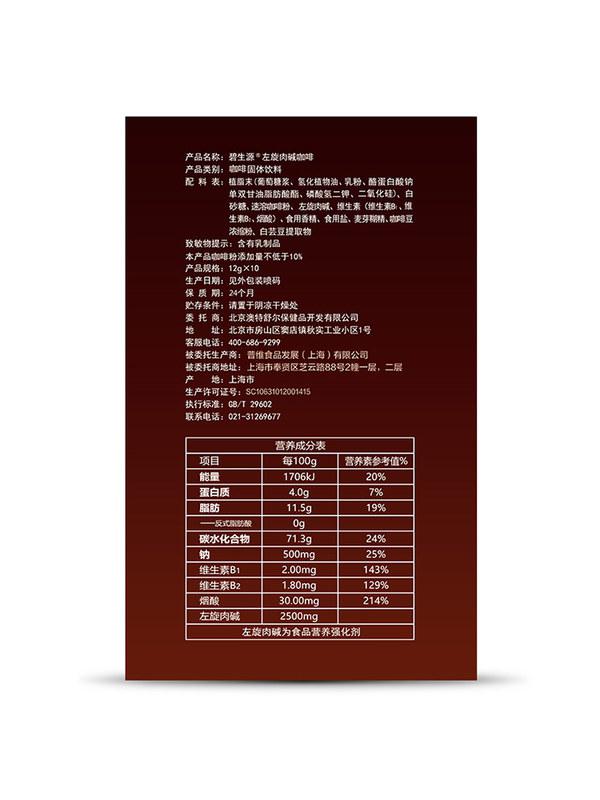 产品名称：碧生源®左旋肉碱咖啡
产品类别：咖啡固体饮料
配 料 表：植脂末(葡萄糖浆、氢化植物油、乳粉、酪蛋白酸钠
单双甘油脂肪酸酯、磷酸氢二钾、二氧化硅)、白
砂糖、速溶咖啡粉、左旋肉碱、维生素（维生素B₁、维
生素B₂、烟酸）、食用香精、食用盐、麦芽糊精、咖啡豆
浓缩粉、白芸豆提取物
致敏物提示：含有乳制品
本产品咖啡粉添加量不低于10%
产品规格：12g×10
生产日期：见外包装喷码
保 质 期：24个月
贮存条件：请置于阴凉干燥处
委 托 商：北京澳特舒尔保健品开发有限公司
地 址：北京市房山区窦店镇秋实工业小区1号
客服电话：400-686-9299
被委托生产商：普维食品发展（上海）有限公司
被委托商地址：上海市奉贤区芝云路88号2幢一层，二层
产 地：上海市
生产许可证号：SC10631012001415
执行标准：GB/T 29602
联系电话：021-31269677
营养成分表
项目 每100g 营养素参考值%
能量 1706kJ 20%
蛋白质 4.0g 7%
脂肪 11.5g 19%
——反式脂肪酸 0g
碳水化合物 71.3g 24%
钠 500mg 25%
维生素B₁ 2.00mg 143%
维生素B₂ 1.80mg 129%
烟酸 30.00mg 214%
左旋肉碱 2500mg
左旋肉碱为食品营养强化剂